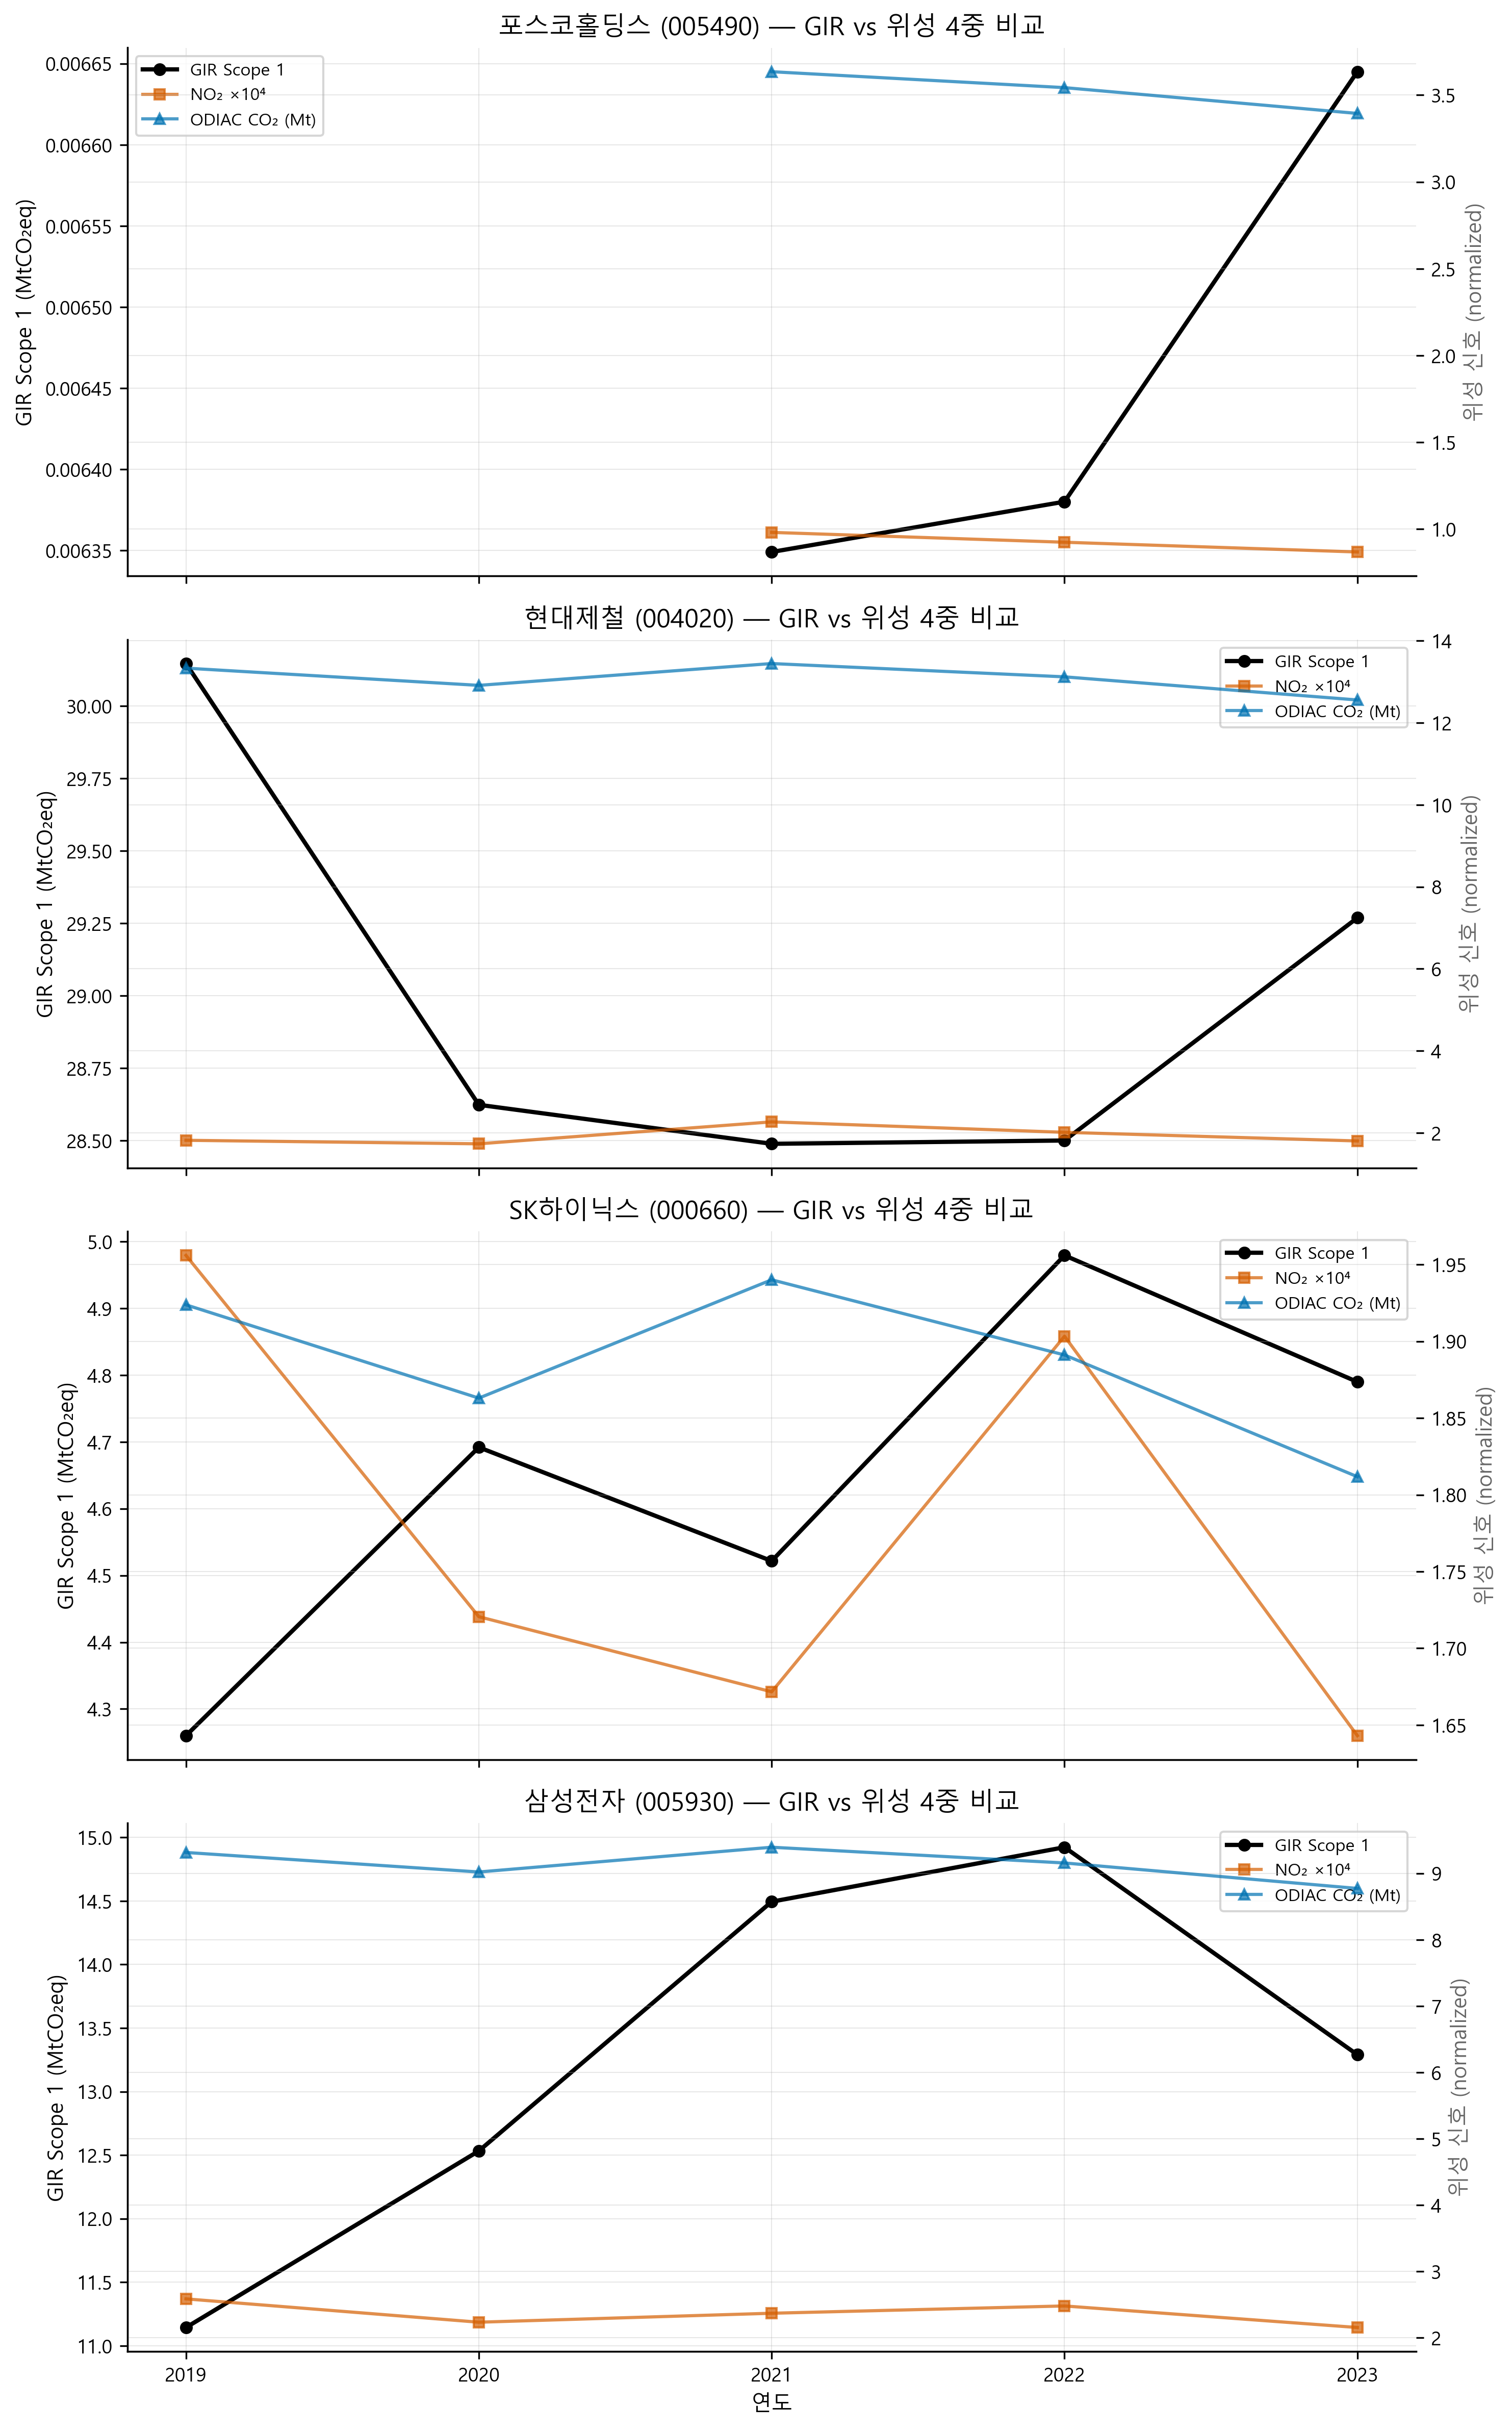 포스코홀딩스 (005490) — GIR vs 위성 4중 비교
GIR Scope 1
NO₂ ×10⁴
ODIAC CO₂ (Mt)
GIR Scope 1 (MtCO₂eq)
0.00665
0.00660
0.00655
0.00650
0.00645
0.00640
0.00635
3.5
3.0
2.5
2.0
1.5
1.0
위성 신호 (normalized)
현대제철 (004020) — GIR vs 위성 4중 비교
GIR Scope 1
NO₂ ×10⁴
ODIAC CO₂ (Mt)
GIR Scope 1 (MtCO₂eq)
30.00
29.75
29.50
29.25
29.00
28.75
28.50
14
12
10
8
6
4
2
위성 신호 (normalized)
SK하이닉스 (000660) — GIR vs 위성 4중 비교
GIR Scope 1
NO₂ ×10⁴
ODIAC CO₂ (Mt)
GIR Scope 1 (MtCO₂eq)
5.0
4.9
4.8
4.7
4.6
4.5
4.4
4.3
1.95
1.90
1.85
1.80
1.75
1.70
1.65
위성 신호 (normalized)
삼성전자 (005930) — GIR vs 위성 4중 비교
GIR Scope 1
NO₂ ×10⁴
ODIAC CO₂ (Mt)
GIR Scope 1 (MtCO₂eq)
15.0
14.5
14.0
13.5
13.0
12.5
12.0
11.5
11.0
9
8
7
6
5
4
3
2
위성 신호 (normalized)
2019 2020 2021 2022 2023
연도